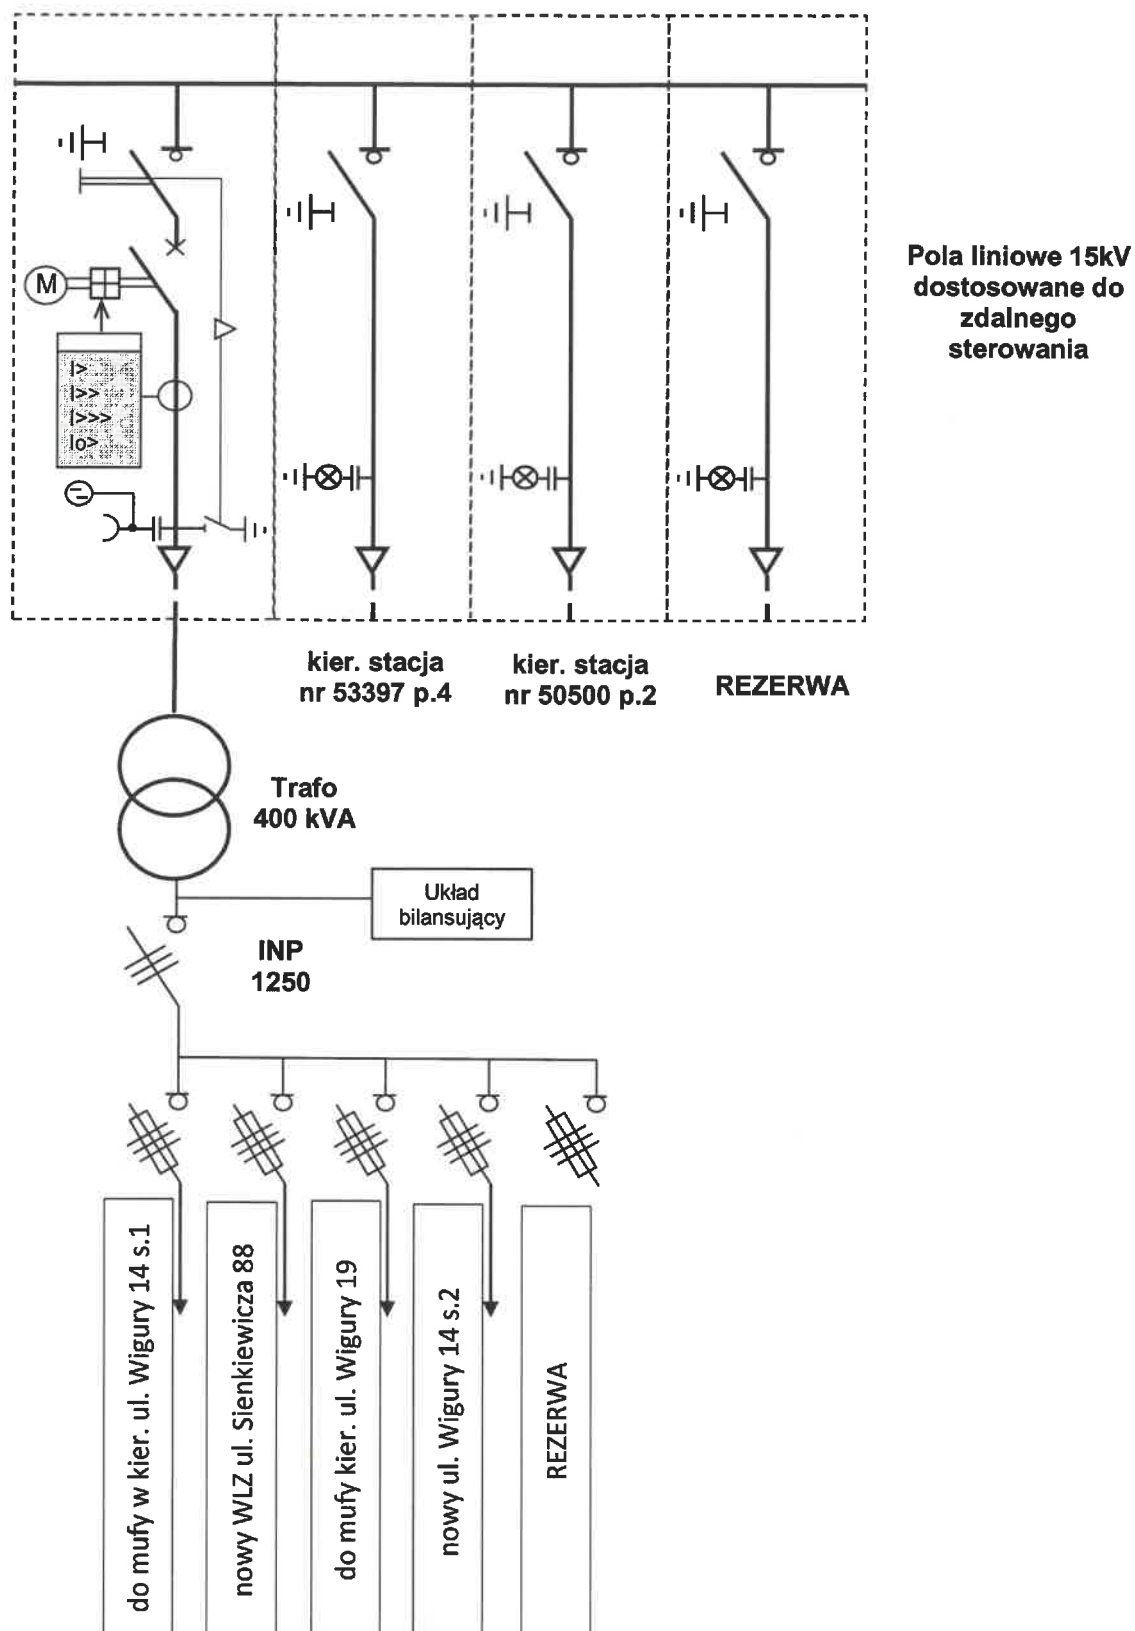 M
I>
I>>
I>>>
Io>
Pola liniowe 15kV
dostosowane do
zdalnego
sterowania
kier. stacja
nr 53397 p.4
kier. stacja
nr 50500 p.2
REZERWA
Trafo
400 kVA
Układ
bilansujący
INP
1250
do mufy w kier. ul. Wigury 14 s.1
nowy WLZ ul. Sienkiewicza 88
do mufy kier. ul. Wigury 19
nowy ul. Wigury 14 s.2
REZERWA